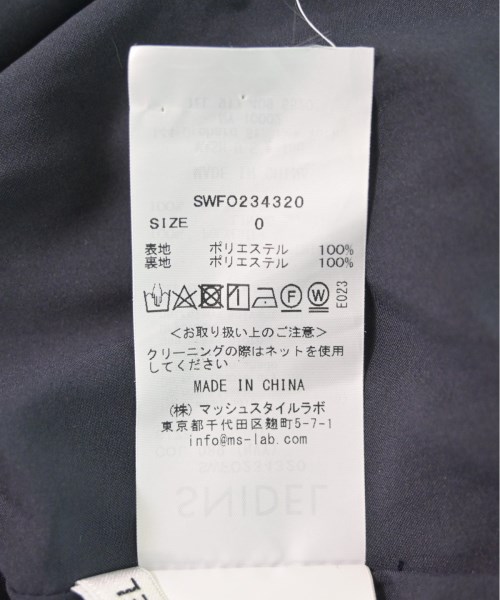 SWFO234320
SIZE 0
表地 ポリエステル 100%
裏地 ポリエステル 100%
F W E023
<お取り扱い上のご注意>
クリーニングの際はネットを使用
してください
MADE IN CHINA
(株) マッシュスタイルラボ
東京都千代田区麹町5-7-1
info@ms-lab.com
SWFO234320
SNIDEL